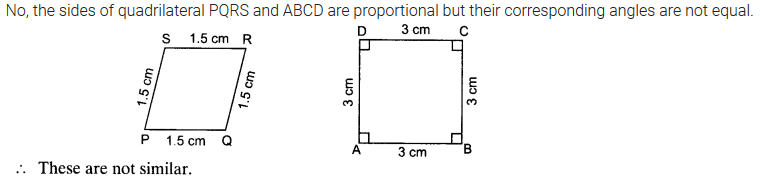 No, the sides of quadrilateral PQRS and ABCD are proportional but their corresponding angles are not equal.
S 1.5 cm R
1.5 cm
1.5 cm
P 1.5 cm Q
D 3 cm C
3 cm
3 cm
A 3 cm B
∴ These are not similar.